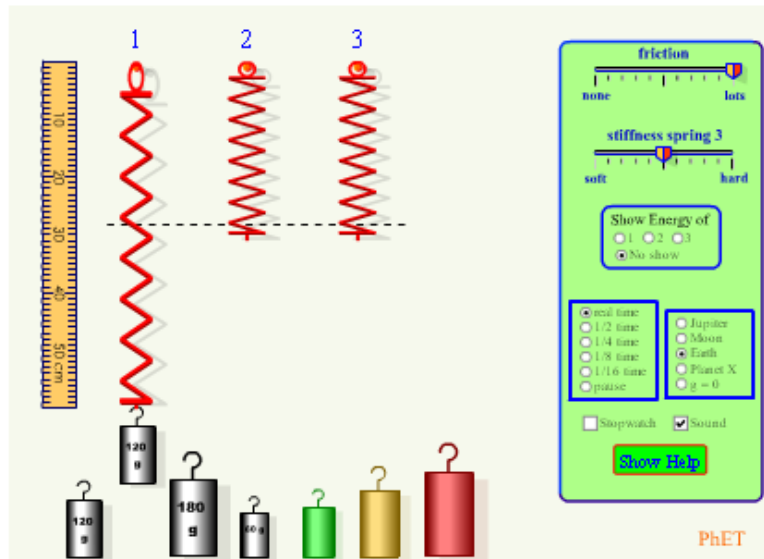 1 2 3
10
20
30
40
50 cm
friction
none lots
stiffness spring 3
soft hard
Show Energy of
1 2 3
No show
real time
1/2 time
1/4 time
1/8 time
1/16 time
pause
Jupiter
Moon
Earth
Planet X
g = 0
Stopwatch Sound
Show Help
120
g
120
g
180
g
60 g
PhET